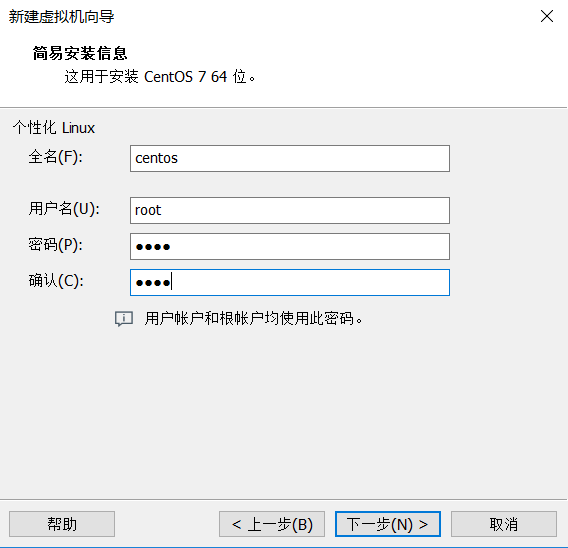 新建虚拟机向导
简易安装信息
这用于安装 CentOS 7 64 位。
个性化 Linux
全名(F): centos
用户名(U): root
密码(P): ●●●●
确认(C): ●●●●
用户帐户和根帐户均使用此密码。
帮助 < 上一步(B) 下一步(N) > 取消